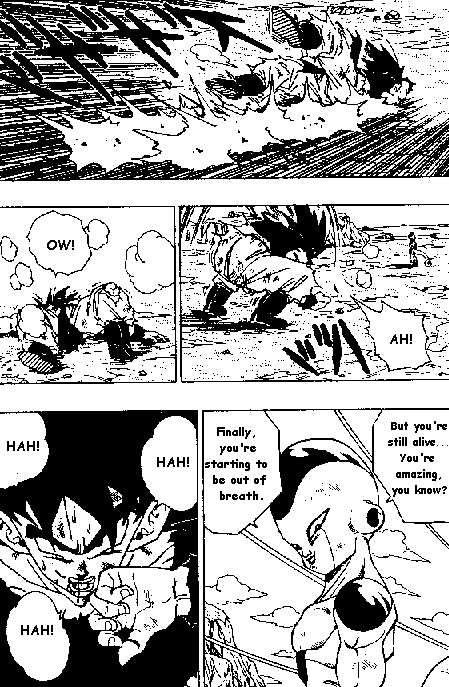 OW!
AH!
HAH!
HAH!
HAH!
Finally,
you're
starting to
be out of
breath.
But you're
still alive...
You're
amazing,
you know?